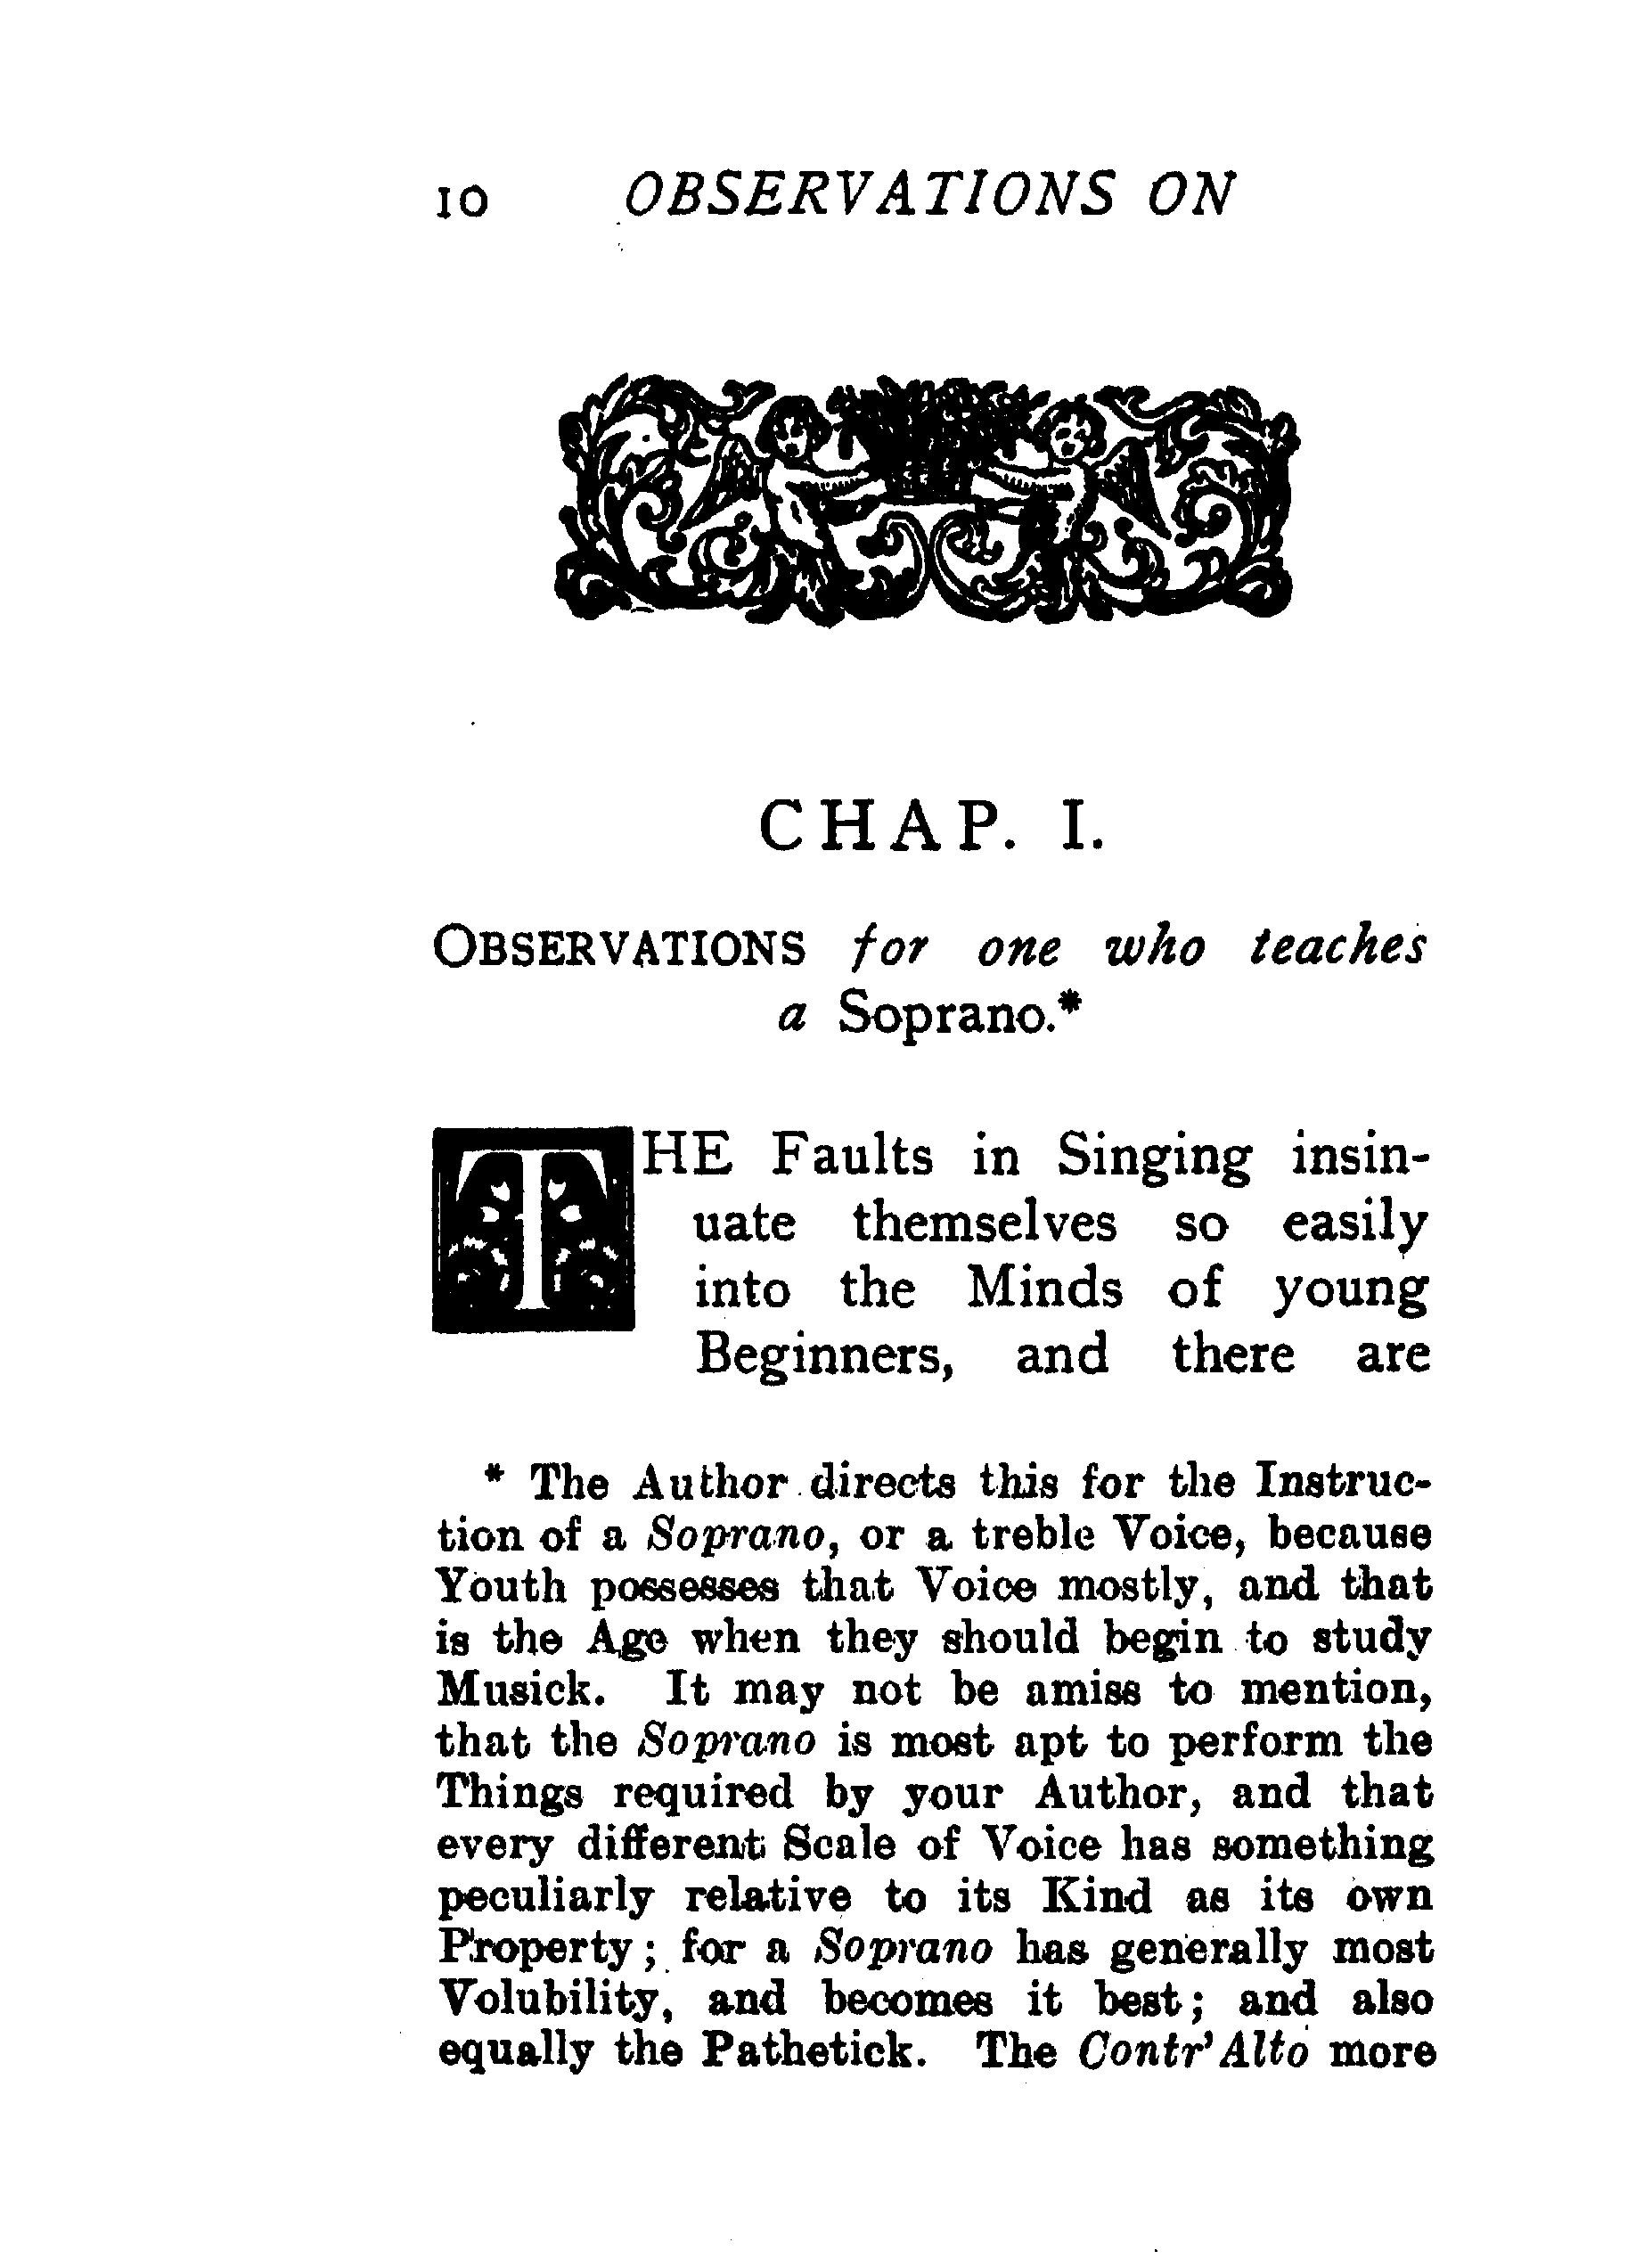 10 OBSERVATIONS ON
CHAP. I.
OBSERVATIONS for one who teaches
a Soprano.*
THE Faults in Singing insin-
uate themselves so easily
into the Minds of young
Beginners, and there are
* The Author directs this for the Instruc-
tion of a Soprano, or a treble Voice, because
Youth possesses that Voice mostly, and that
is the Age when they should begin to study
Musick. It may not be amiss to mention,
that the Soprano is most apt to perform the
Things required by your Author, and that
every different Scale of Voice has something
peculiarly relative to its Kind as its own
Property; for a Soprano has generally most
Volubility, and becomes it best; and also
equally the Pathetick. The Contr'Alto more